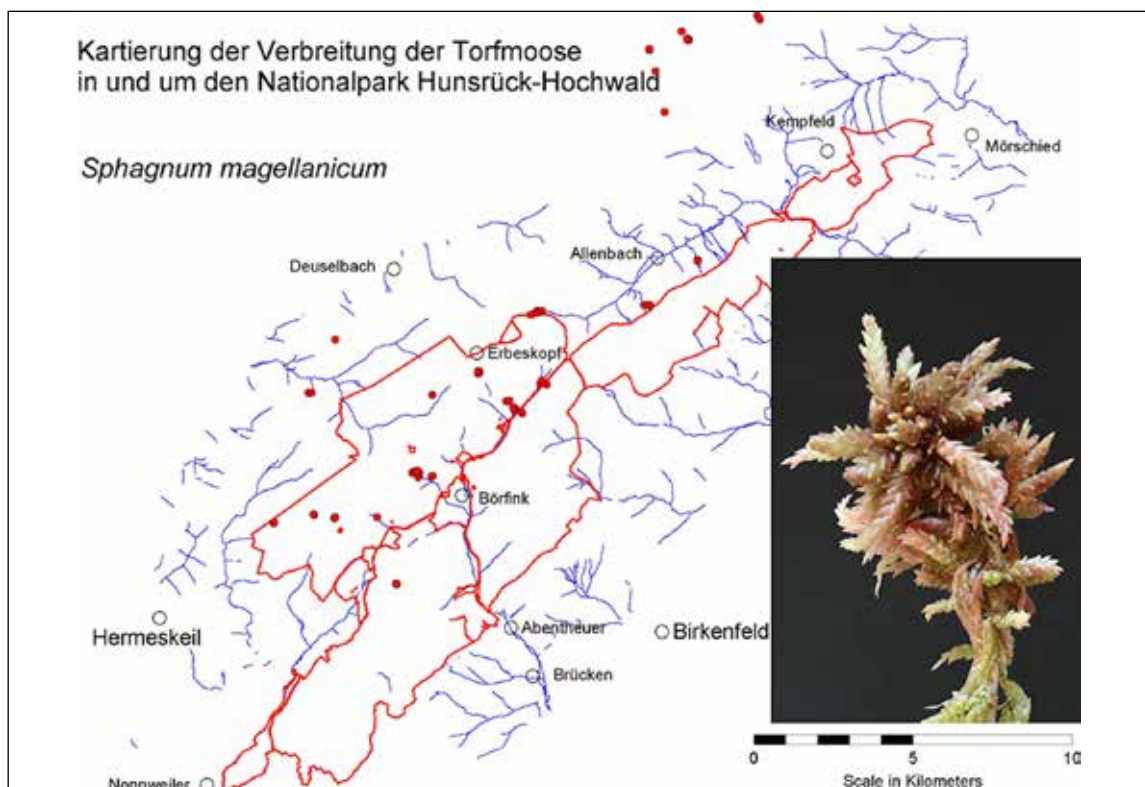 Kartierung der Verbreitung der Torfmoose
in und um den Nationalpark Hunsrück-Hochwald
Sphagnum magellanicum
Kempfeld
Mörschied
Allenbach
Deuselbach
Erbeskopf
Börfink
Hermeskeil
Abentheuer
Birkenfeld
Brücken
Nonnweiler
0 5 10
Scale in Kilometers